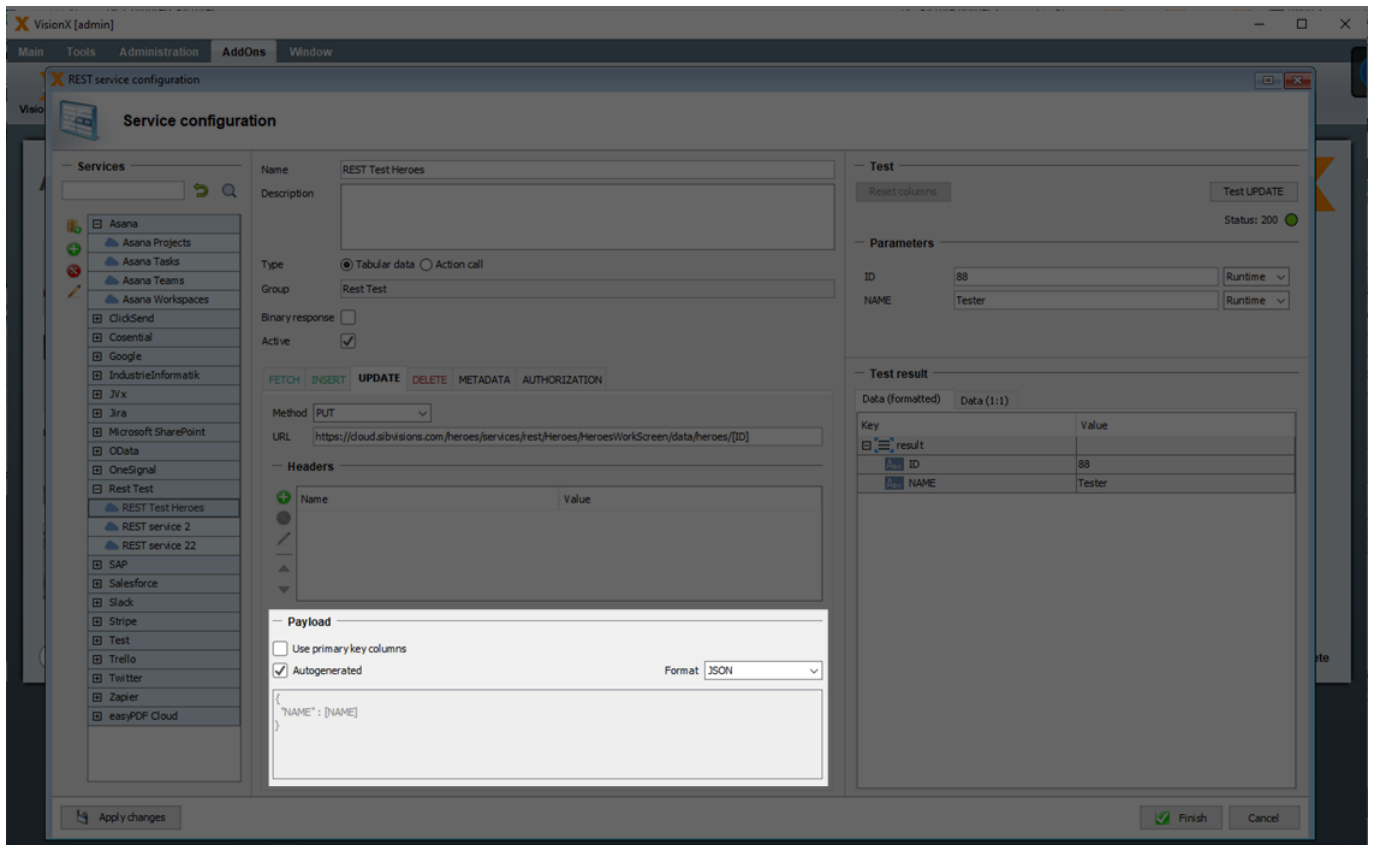 VisionX [admin]
Main Tools Administration AddOns Window
REST service configuration
Visio
Service configuration
Services
Asana
Asana Projects
Asana Tasks
Asana Teams
Asana Workspaces
ClickSend
Cosential
Google
IndustrieInformatik
JVx
Jira
Microsoft SharePoint
OData
OneSignal
Rest Test
REST Test Heroes
REST service 2
REST service 22
SAP
Salesforce
Slack
Stripe
Test
Trello
Twitter
Zapier
easyPDF Cloud
Name REST Test Heroes
Description
Type Tabular data Action call
Group Rest Test
Binary response
Active
FETCH INSERT UPDATE DELETE METADATA AUTHORIZATION
Method PUT
URL https://cloud.sibvisions.com/heroes/services/rest/Heroes/HeroesWorkScreen/data/heroes/[ID]
Headers
Name Value
Payload
Use primary key columns
Autogenerated Format JSON
{
"NAME" : [NAME]
}
Test
Reset columns Test UPDATE
Status: 200
Parameters
ID 88 Runtime
NAME Tester Runtime
Test result
Data (formatted) Data (1:1)
Key Value
result
ID 88
NAME Tester
ete
Apply changes Finish Cancel